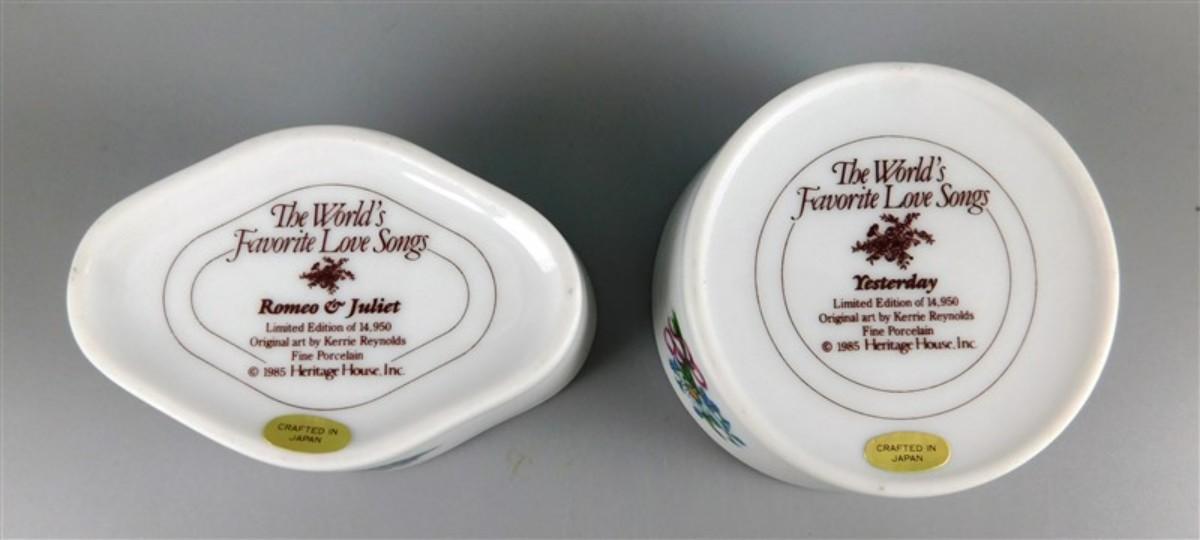 The World's
Favorite Love Songs
Romeo & Juliet
Limited Edition of 14,950
Original art by Kerrie Reynolds
Fine Porcelain
© 1985 Heritage House, Inc.
CRAFTED IN
JAPAN
The World's
Favorite Love Songs
Yesterday
Limited Edition of 14,950
Original art by Kerrie Reynolds
Fine Porcelain
© 1985 Heritage House, Inc.
CRAFTED IN
JAPAN